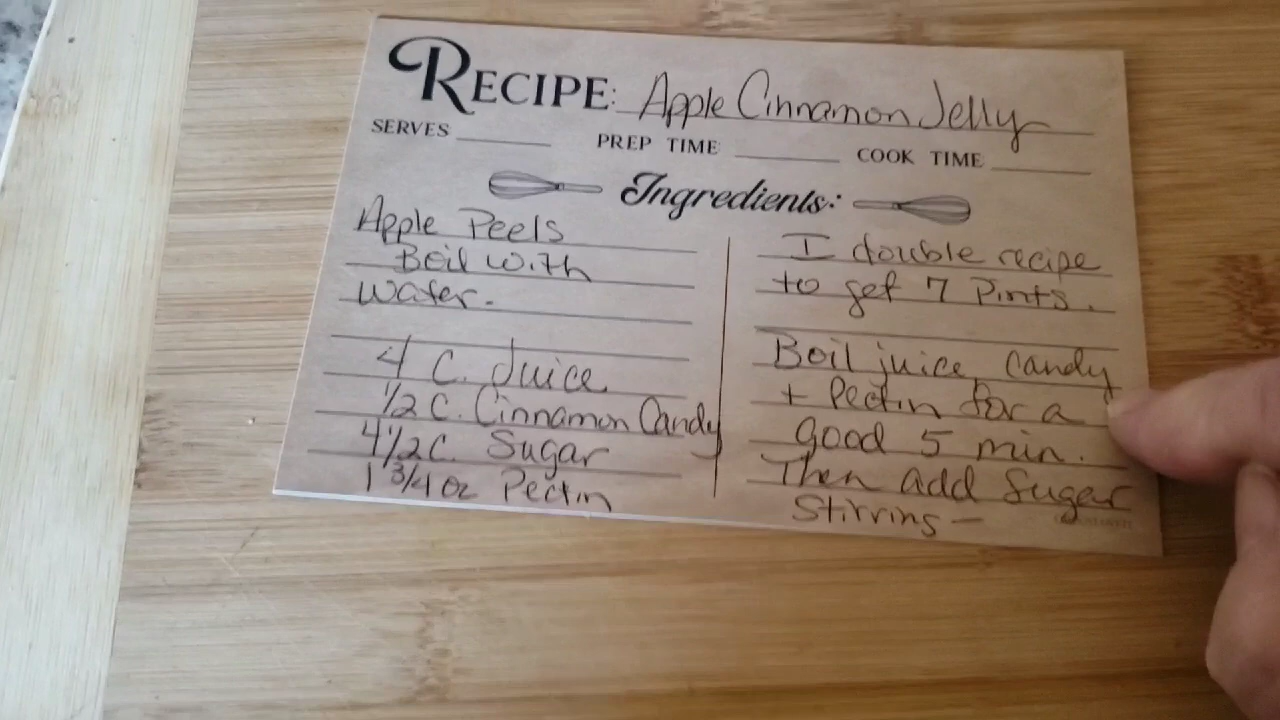 RECIPE: Apple Cinnamon Jelly
SERVES PREP TIME COOK TIME
Ingredients:
Apple Peels
Boil with
Water.
4 C. Juice
1/2 C. Cinnamon Candy
4 1/2 C. Sugar
1 3/4 oz Pectin
I double recipe
to get 7 Pints.
Boil juice, candy
+ Pectin for a
good 5 min.
Then add Sugar
Stirring -